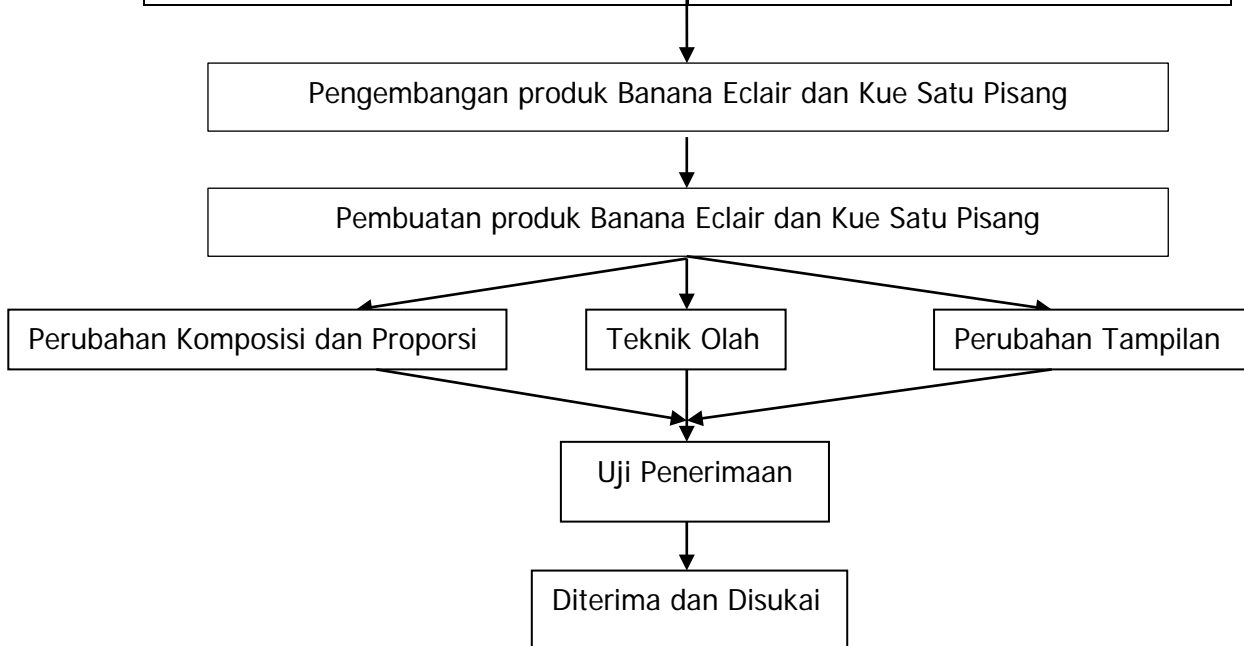 Pengembangan produk Banana Eclair dan Kue Satu Pisang
Pembuatan produk Banana Eclair dan Kue Satu Pisang
Perubahan Komposisi dan Proporsi
Teknik Olah
Perubahan Tampilan
Uji Penerimaan
Diterima dan Disukai